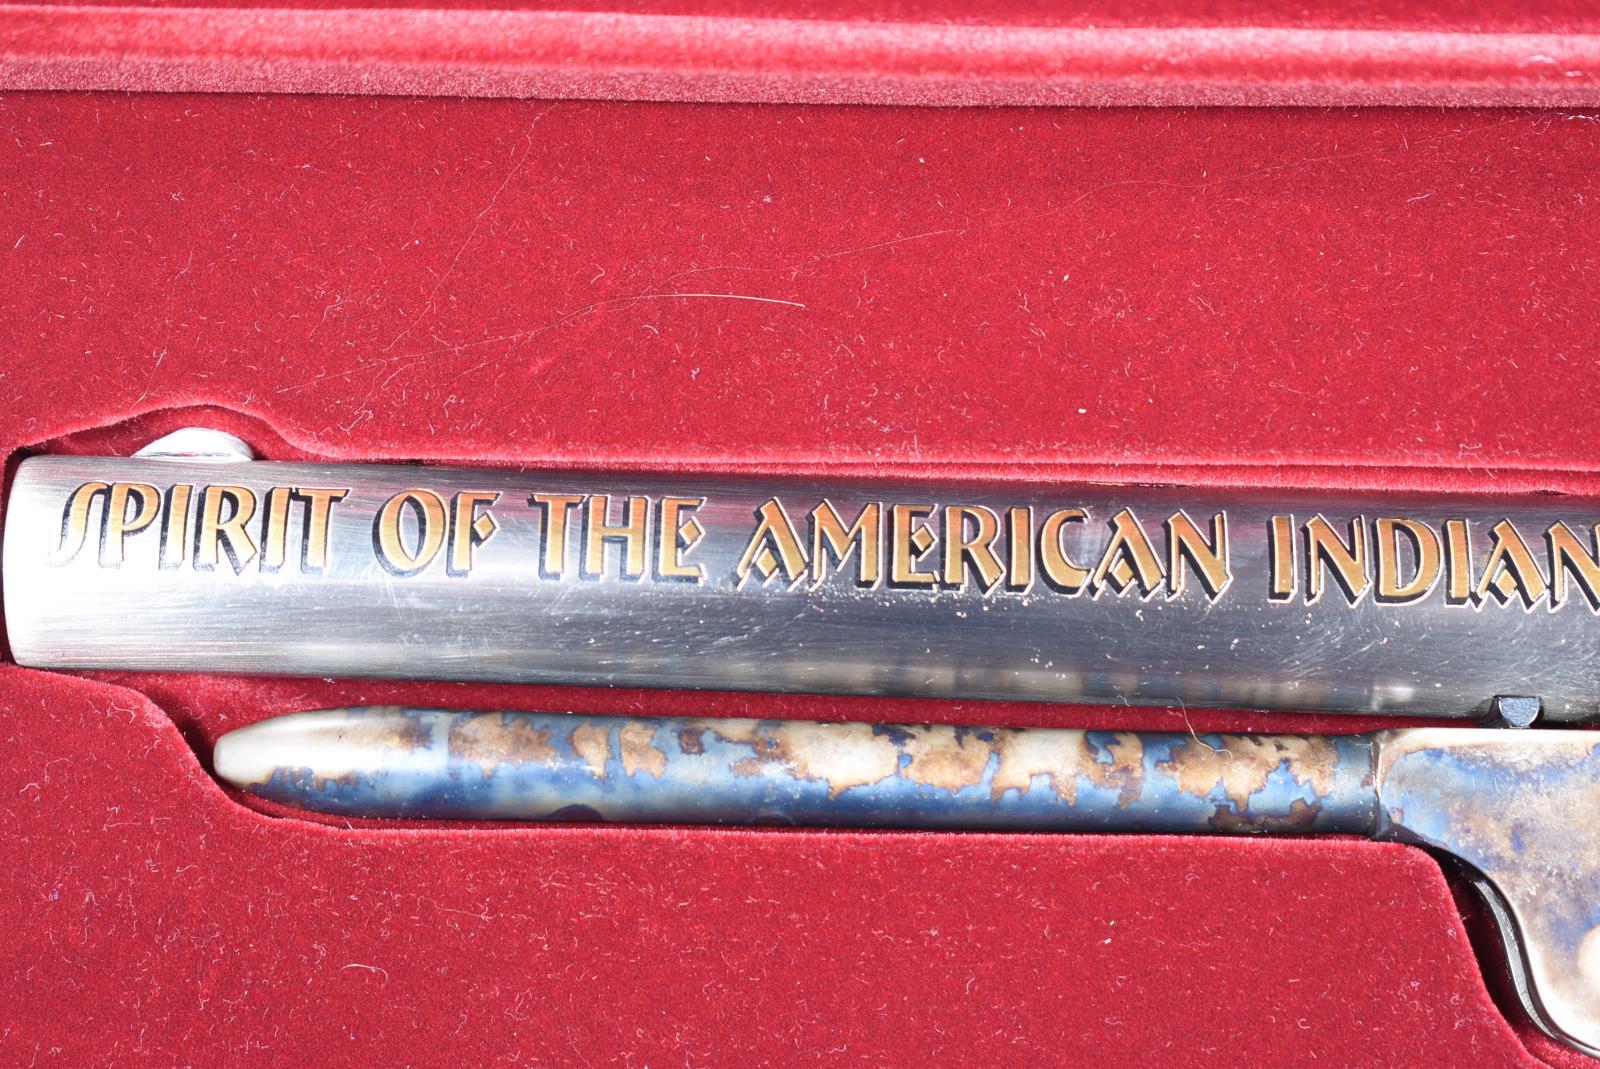 SPIRIT OF THE AMERICAN INDIAN